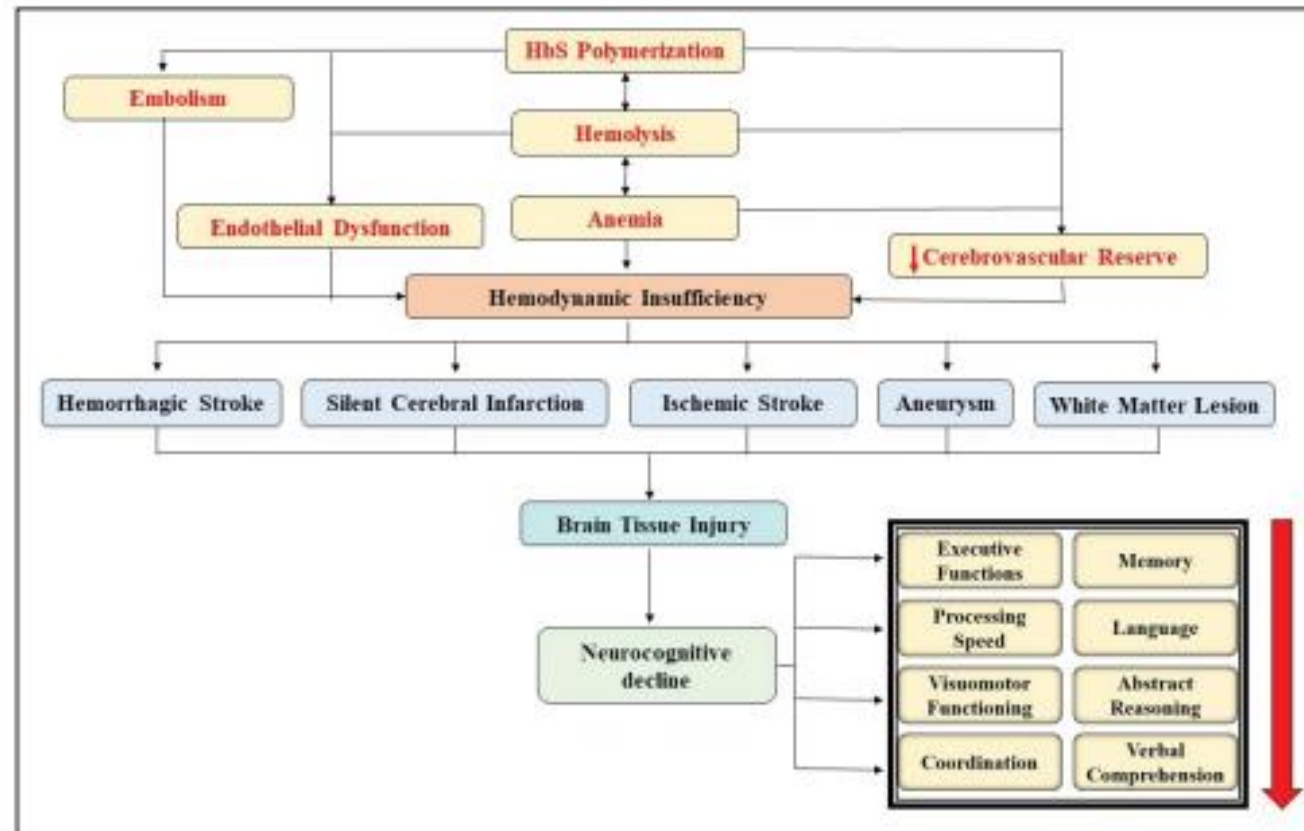 HbS Polymerization
Embolism
Hemolysis
Endothelial Dysfunction
Anemia
↓Cerebrovascular Reserve
Hemodynamic Insufficiency
Hemorrhagic Stroke
Silent Cerebral Infarction
Ischemic Stroke
Aneurysm
White Matter Lesion
Brain Tissue Injury
Neurocognitive
decline
Executive
Functions
Memory
Processing
Speed
Language
Visuomotor
Functioning
Abstract
Reasoning
Coordination
Verbal
Comprehension